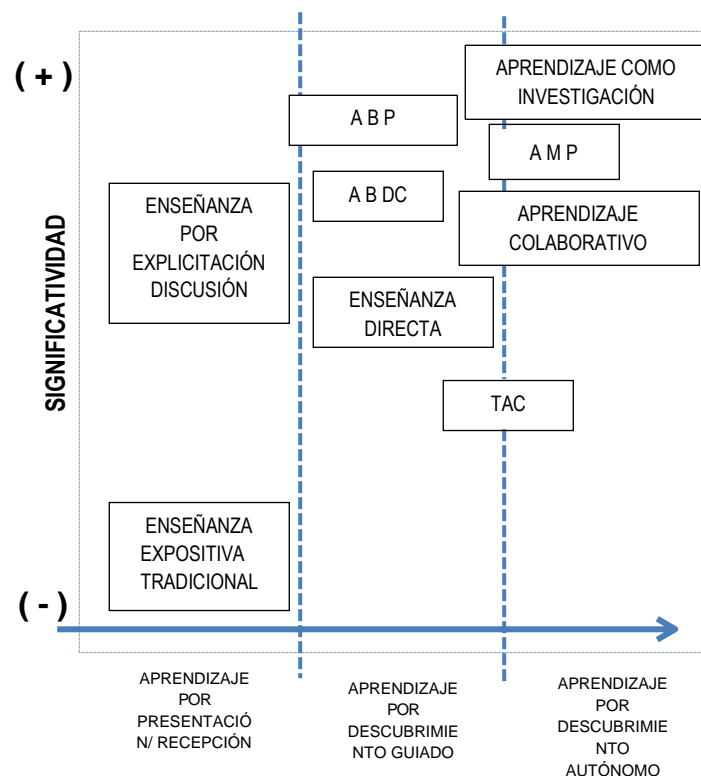 ( + )
APRENDIZAJE COMO
INVESTIGACIÓN
A B P
A M P
A B DC
ENSEÑANZA
POR
EXPLICITACIÓN
DISCUSIÓN
APRENDIZAJE
COLABORATIVO
SIGNIFICATIVIDAD
ENSEÑANZA
DIRECTA
TAC
ENSEÑANZA
EXPOSITIVA
TRADICIONAL
( - )
APRENDIZAJE
POR
PRESENTACIÓ
N/ RECEPCIÓN
APRENDIZAJE
POR
DESCUBRIMIE
NTO GUIADO
APRENDIZAJE
POR
DESCUBRIMIE
NTO
AUTÓNÓMO